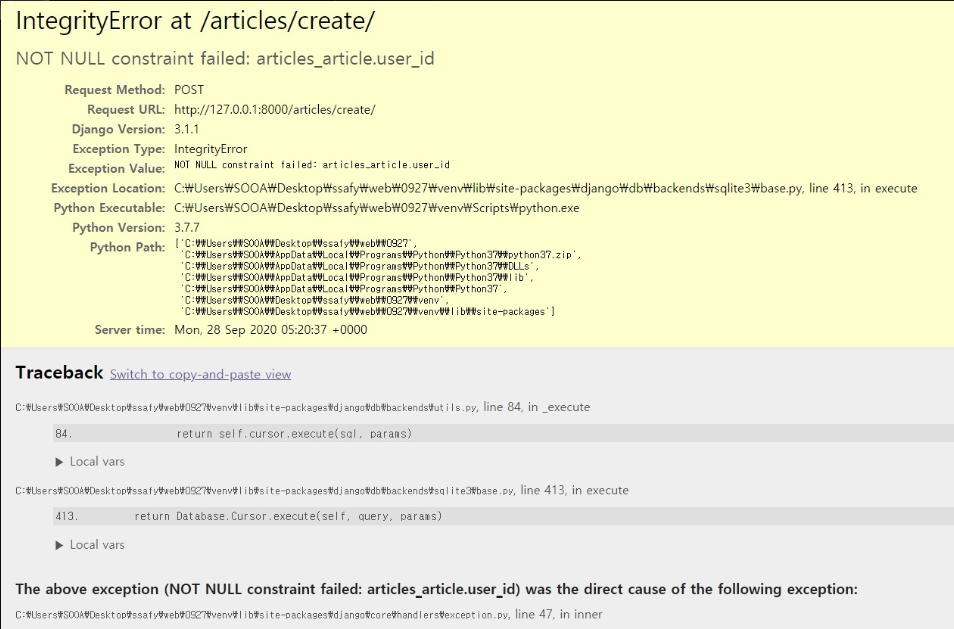 IntegrityError at /articles/create/
NOT NULL constraint failed: articles_article.user_id
Request Method: POST
Request URL: http://127.0.0.1:8000/articles/create/
Django Version: 3.1.1
Exception Type: IntegrityError
Exception Value: NOT NULL constraint failed: articles_article.user_id
Exception Location: C:₩Users₩SOOA₩Desktop₩ssafy₩web₩0927₩venv₩lib₩site-packages₩django₩db₩backends₩sqlite3₩base.py, line 413, in execute
Python Executable: C:₩Users₩SOOA₩Desktop₩ssafy₩web₩0927₩venv₩Scripts₩python.exe
Python Version: 3.7.7
Python Path: ['C:₩₩Users₩₩SOOA₩₩Desktop₩₩ssafy₩₩web₩₩0927',
'C:₩₩Users₩₩SOOA₩₩AppData₩₩Local₩₩Programs₩₩Python₩₩Python37₩₩python37.zip',
'C:₩₩Users₩₩SOOA₩₩AppData₩₩Local₩₩Programs₩₩Python₩₩Python37₩₩DLLs',
'C:₩₩Users₩₩SOOA₩₩AppData₩₩Local₩₩Programs₩₩Python₩₩Python37₩₩lib',
'C:₩₩Users₩₩SOOA₩₩AppData₩₩Local₩₩Programs₩₩Python₩₩Python37',
'C:₩₩Users₩₩SOOA₩₩Desktop₩₩ssafy₩₩web₩₩0927₩₩venv',
'C:₩₩Users₩₩SOOA₩₩Desktop₩₩ssafy₩₩web₩₩0927₩₩venv₩₩lib₩₩site-packages']
Server time: Mon, 28 Sep 2020 05:20:37 +0000
Traceback Switch to copy-and-paste view
C:₩Users₩SOOA₩Desktop₩ssafy₩web₩0927₩venv₩lib₩site-packages₩django₩db₩backends₩utils.py, line 84, in _execute
84. return self.cursor.execute(sql, params)
▶ Local vars
C:₩Users₩SOOA₩Desktop₩ssafy₩web₩0927₩venv₩lib₩site-packages₩django₩db₩backends₩sqlite3₩base.py, line 413, in execute
413. return Database.Cursor.execute(self, query, params)
▶ Local vars
The above exception (NOT NULL constraint failed: articles_article.user_id) was the direct cause of the following exception:
C:₩Users₩SOOA₩Desktop₩ssafy₩web₩0927₩venv₩lib₩site-packages₩django₩core₩handlers₩exception.py, line 47, in inner